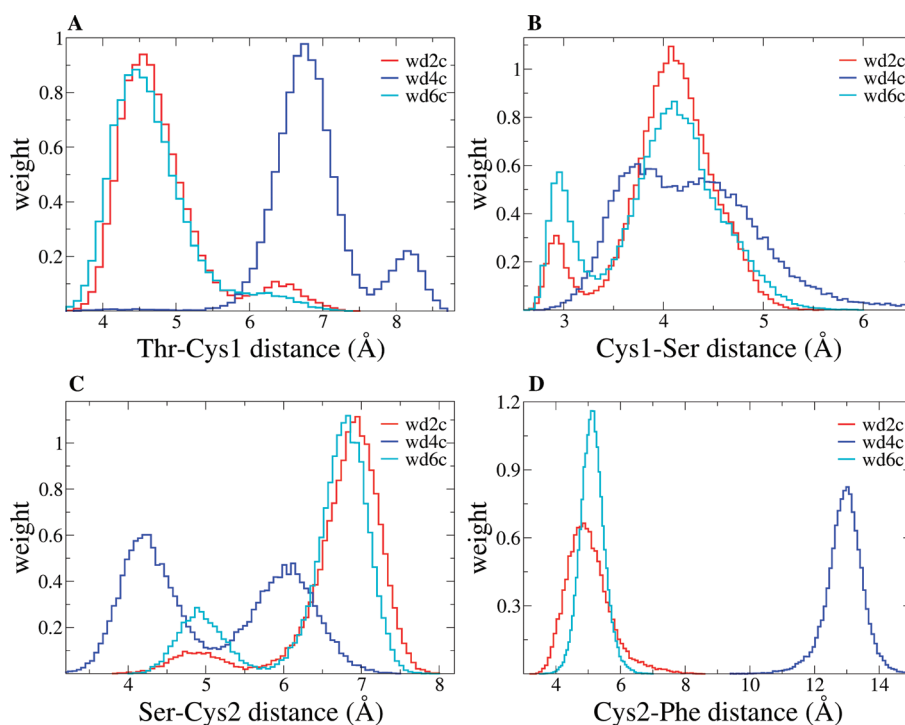 A
B
1
0.8
0.6
0.4
0.2
weight
wd2c
wd4c
wd6c
4
5
6
7
8
Thr-Cys1 distance (Å)
1
0.8
0.6
0.4
0.2
weight
wd2c
wd4c
wd6c
3
4
5
6
Cys1-Ser distance (Å)
C
D
1
0.8
0.6
0.4
0.2
weight
wd2c
wd4c
wd6c
4
5
6
7
8
Ser-Cys2 distance (Å)
1.2
0.9
0.6
0.3
weight
wd2c
wd4c
wd6c
4
6
8
10
12
14
Cys2-Phe distance (Å)